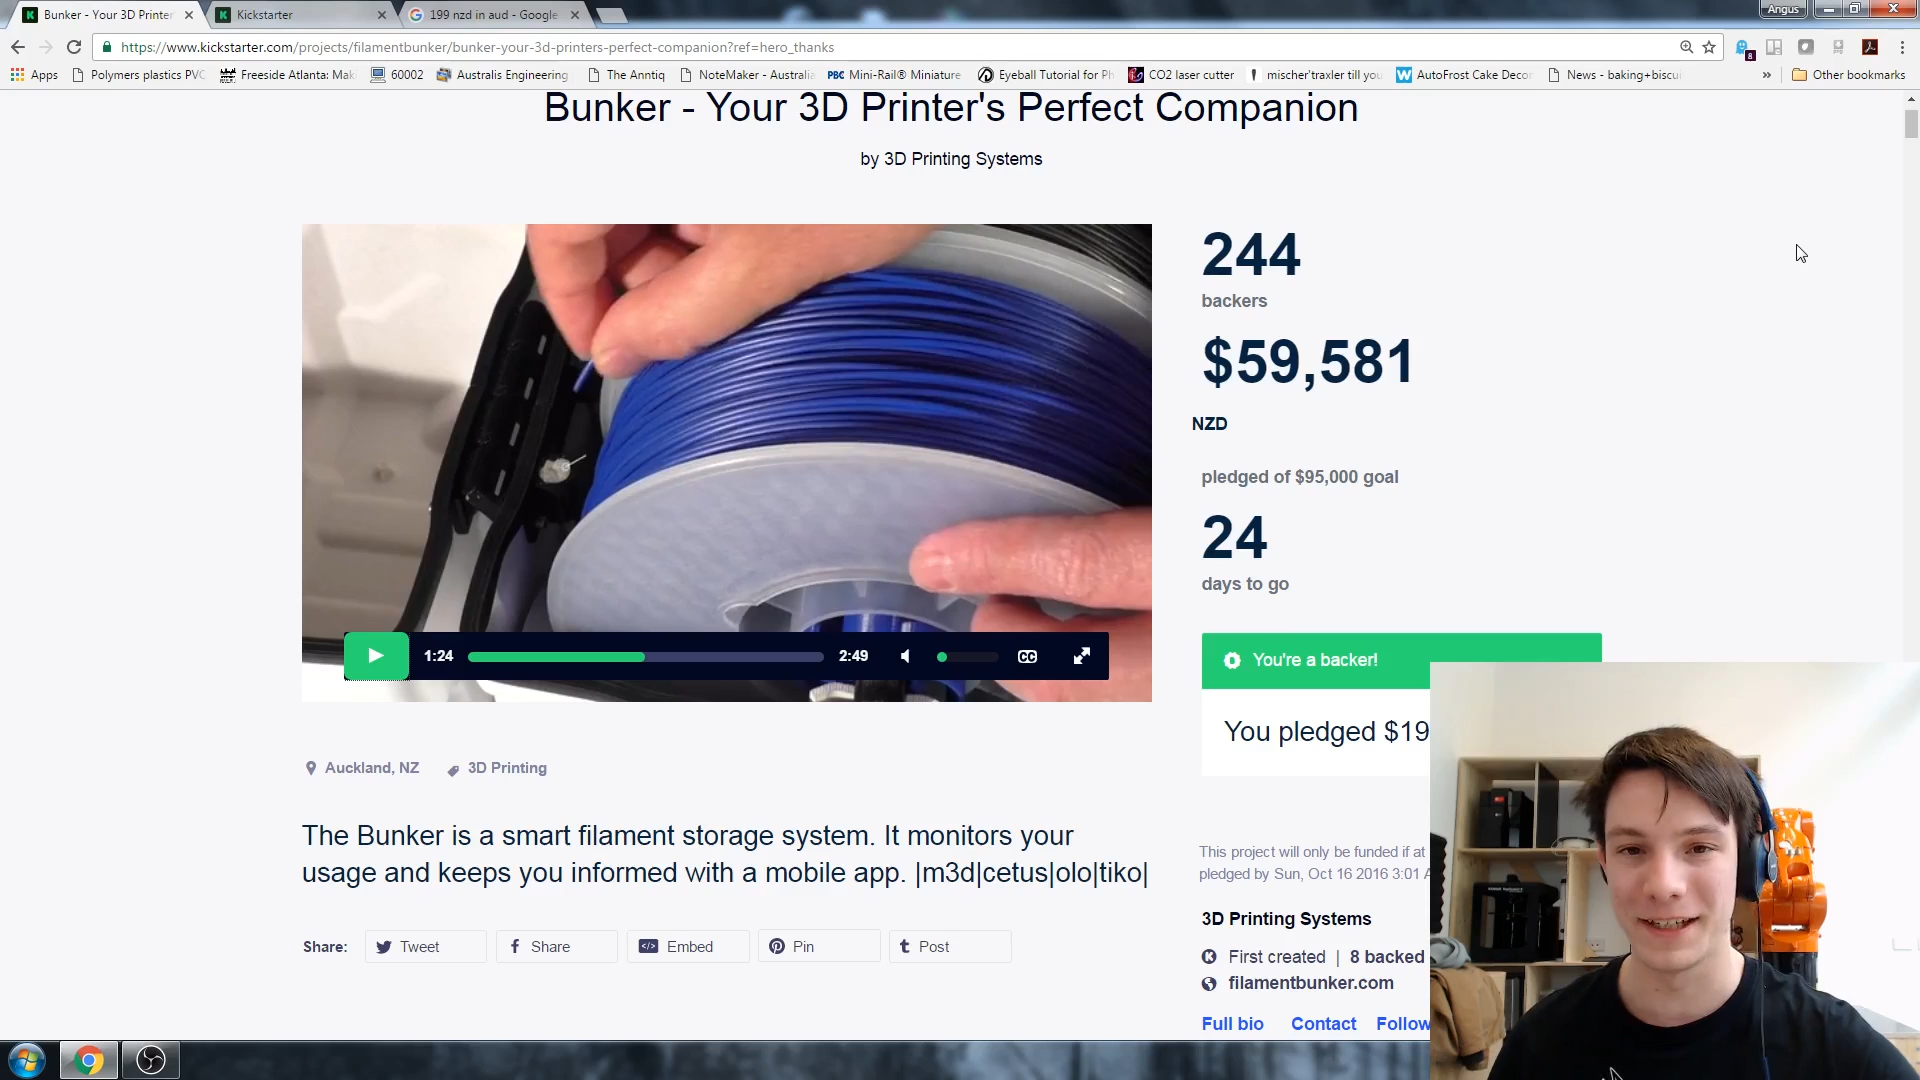 Bunker - Your 3D Printer
Kickstarter
199 nzd in aud - Google
Angus
https://www.kickstarter.com/projects/filamentbunker/bunker-your-3d-printers-perfect-companion?ref=hero_thanks
8
Apps
Polymers plastics PVC
Freeside Atlanta: Mak
60002
Australis Engineering
The Anntiq
NoteMaker - Australia
PBC Mini-Rail® Miniature
Eyeball Tutorial for Ph
CO2 laser cutter
mischer'traxler till you
AutoFrost Cake Decor
News - baking+biscui
» Other bookmarks
Bunker - Your 3D Printer's Perfect Companion
by 3D Printing Systems
244
backers
$59,581
NZD
pledged of $95,000 goal
24
days to go
1:24
2:49
CC
You're a backer!
You pledged $19
Auckland, NZ
3D Printing
The Bunker is a smart filament storage system. It monitors your
usage and keeps you informed with a mobile app. |m3d|cetus|olo|tiko|
This project will only be funded if at
pledged by Sun, Oct 16 2016 3:01 A
Share:
Tweet
Share
Embed
Pin
Post
3D Printing Systems
First created | 8 backed
filamentbunker.com
Full bio
Contact
Follow